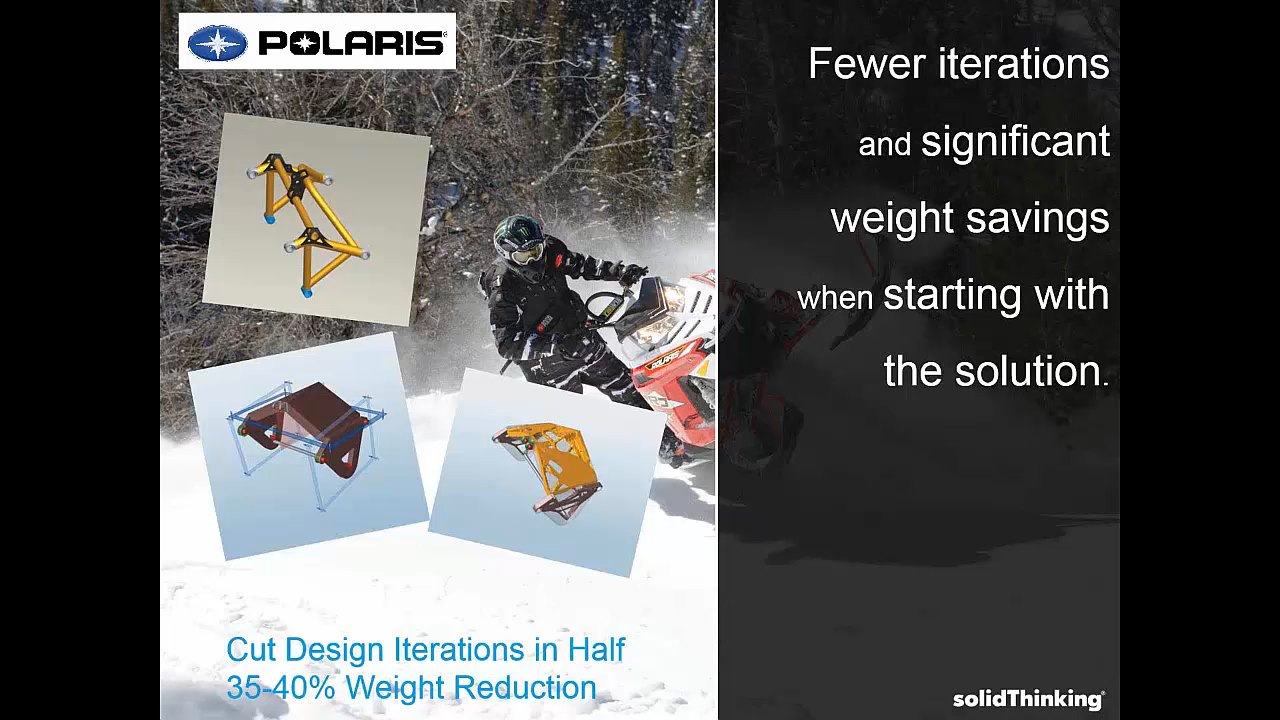 POLARIS
Fewer iterations
and significant
weight savings
when starting with
the solution.
POLARIS
Cut Design Iterations in Half
35-40% Weight Reduction
solidThinking